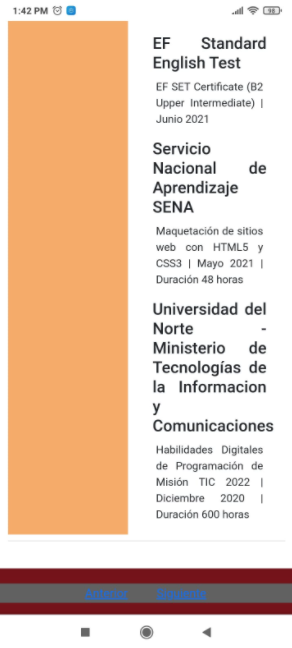 1:42 PM
98
EF Standard
English Test
EF SET Certificate (B2
Upper Intermediate) |
Junio 2021
Servicio
Nacional de
Aprendizaje
SENA
Maquetación de sitios
web con HTML5 y
CSS3 | Mayo 2021 |
Duración 48 horas
Universidad del
Norte -
Ministerio de
Tecnologías de
la Informacion
y
Comunicaciones
Habilidades Digitales
de Programación de
Misión TIC 2022 |
Diciembre 2020 |
Duración 600 horas